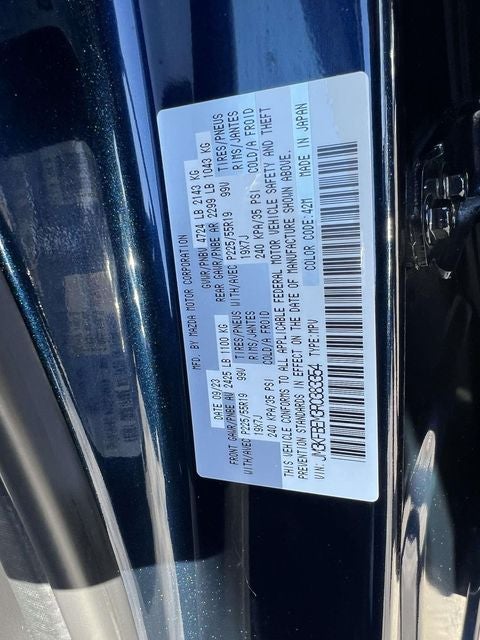 MFD. BY MAZDA MOTOR CORPORATION
09/23 GVWR/PNBV 4724 LB 2143 KG
FRONT GAWR/PNBE AV 2425 LB 1100 KG REAR GAWR/PNBE AR 2299 LB 1043 KG
WITH/AVEC P225/55R19 99V TIRES/PNEUS WITH/AVEC P225/55R19 99V TIRES/PNEUS
19X7J RIMS/JANTES 19X7J RIMS/JANTES
240 KPA/35 PSI COLD/A FROID 240 KPA/35 PSI COLD/A FROID
THIS VEHICLE CONFORMS TO ALL APPLICABLE FEDERAL MOTOR VEHICLE SAFETY AND THEFT
PREVENTION STANDARDS IN EFFECT ON THE DATE OF MANUFACTURE SHOWN ABOVE.
VIN: TYPE: MPV COLOR CODE: 42M MADE IN JAPAN